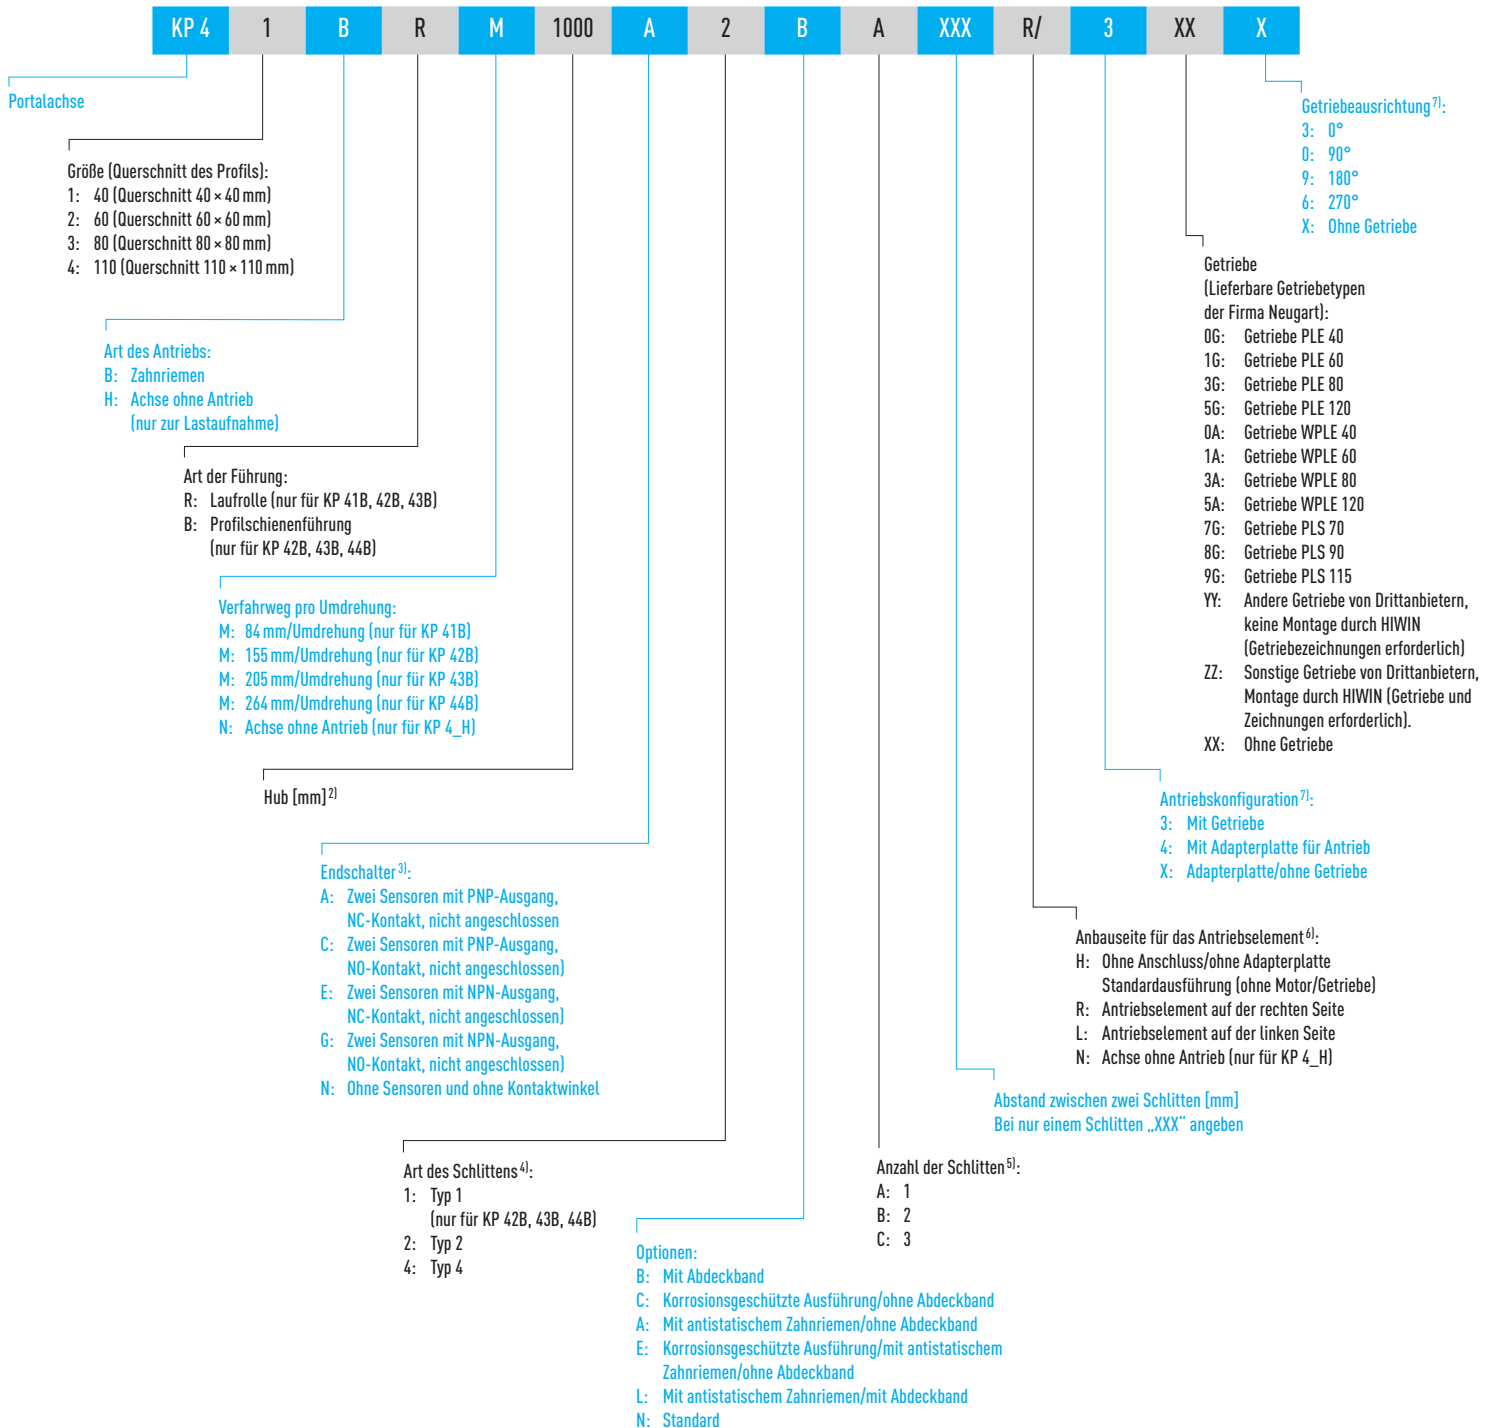 KP 4 1 B R M 1000 A 2 B A XXX R/ 3 XX X
Portalachse
Größe (Querschnitt des Profils):
1: 40 (Querschnitt 40 × 40 mm)
2: 60 (Querschnitt 60 × 60 mm)
3: 80 (Querschnitt 80 × 80 mm)
4: 110 (Querschnitt 110 × 110 mm)
Art des Antriebs:
B: Zahnriemen
H: Achse ohne Antrieb
(nur zur Lastaufnahme)
Art der Führung:
R: Laufrolle (nur für KP 41B, 42B, 43B)
B: Profilschienenführung
(nur für KP 42B, 43B, 44B)
Verfahrweg pro Umdrehung:
M: 84 mm/Umdrehung (nur für KP 41B)
M: 155 mm/Umdrehung (nur für KP 42B)
M: 205 mm/Umdrehung (nur für KP 43B)
M: 264 mm/Umdrehung (nur für KP 44B)
N: Achse ohne Antrieb (nur für KP 4_H)
Hub [mm] 2)
Endschalter 3):
A: Zwei Sensoren mit PNP-Ausgang,
NC-Kontakt, nicht angeschlossen
C: Zwei Sensoren mit PNP-Ausgang,
NO-Kontakt, nicht angeschlossen)
E: Zwei Sensoren mit NPN-Ausgang,
NC-Kontakt, nicht angeschlossen)
G: Zwei Sensoren mit NPN-Ausgang,
NO-Kontakt, nicht angeschlossen)
N: Ohne Sensoren und ohne Kontaktwinkel
Art des Schlittens 4):
1: Typ 1
(nur für KP 42B, 43B, 44B)
2: Typ 2
4: Typ 4
Optionen:
B: Mit Abdeckband
C: Korrosionsgeschützte Ausführung/ohne Abdeckband
A: Mit antistatischem Zahnriemen/ohne Abdeckband
E: Korrosionsgeschützte Ausführung/mit antistatischem
Zahnriemen/ohne Abdeckband
L: Mit antistatischem Zahnriemen/mit Abdeckband
N: Standard
Anzahl der Schlitten 5):
A: 1
B: 2
C: 3
Abstand zwischen zwei Schlitten [mm]
Bei nur einem Schlitten „XXX“ angeben
Anbauseite für das Antriebselement 6):
H: Ohne Anschluss/ohne Adapterplatte
Standardausführung (ohne Motor/Getriebe)
R: Antriebselement auf der rechten Seite
L: Antriebselement auf der linken Seite
N: Achse ohne Antrieb (nur für KP 4_H)
Antriebskonfiguration 7):
3: Mit Getriebe
4: Mit Adapterplatte für Antrieb
X: Adapterplatte/ohne Getriebe
Getriebe
(Lieferbare Getriebetypen
der Firma Neugart):
0G: Getriebe PLE 40
1G: Getriebe PLE 60
3G: Getriebe PLE 80
5G: Getriebe PLE 120
0A: Getriebe WPLE 40
1A: Getriebe WPLE 60
3A: Getriebe WPLE 80
5A: Getriebe WPLE 120
7G: Getriebe PLS 70
8G: Getriebe PLS 90
9G: Getriebe PLS 115
YY: Andere Getriebe von Drittanbietern,
keine Montage durch HIWIN
(Getriebezeichnungen erforderlich)
ZZ: Sonstige Getriebe von Drittanbietern,
Montage durch HIWIN (Getriebe und
Zeichnungen erforderlich).
XX: Ohne Getriebe
Getriebeausrichtung 7):
3: 0°
0: 90°
9: 180°
6: 270°
X: Ohne Getriebe